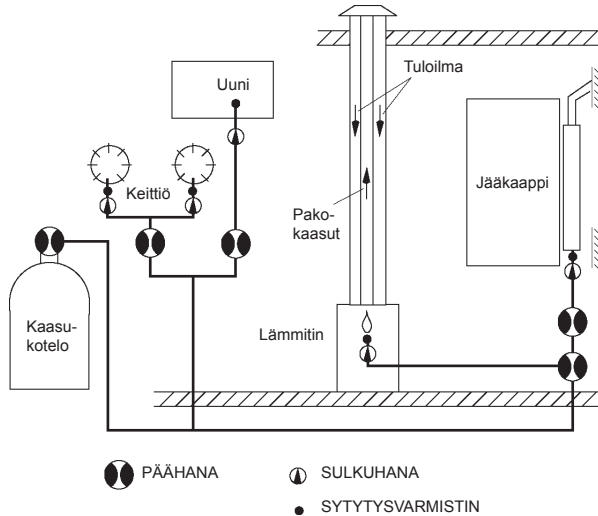 Uuni
Tuloilma
Keittiö
Jääkaappi
Pako-
kaasut
Kaasu-
kotelo
Lämmitin
PÄÄHANA
SULKUHANA
SYTYTYSVARMISTIN